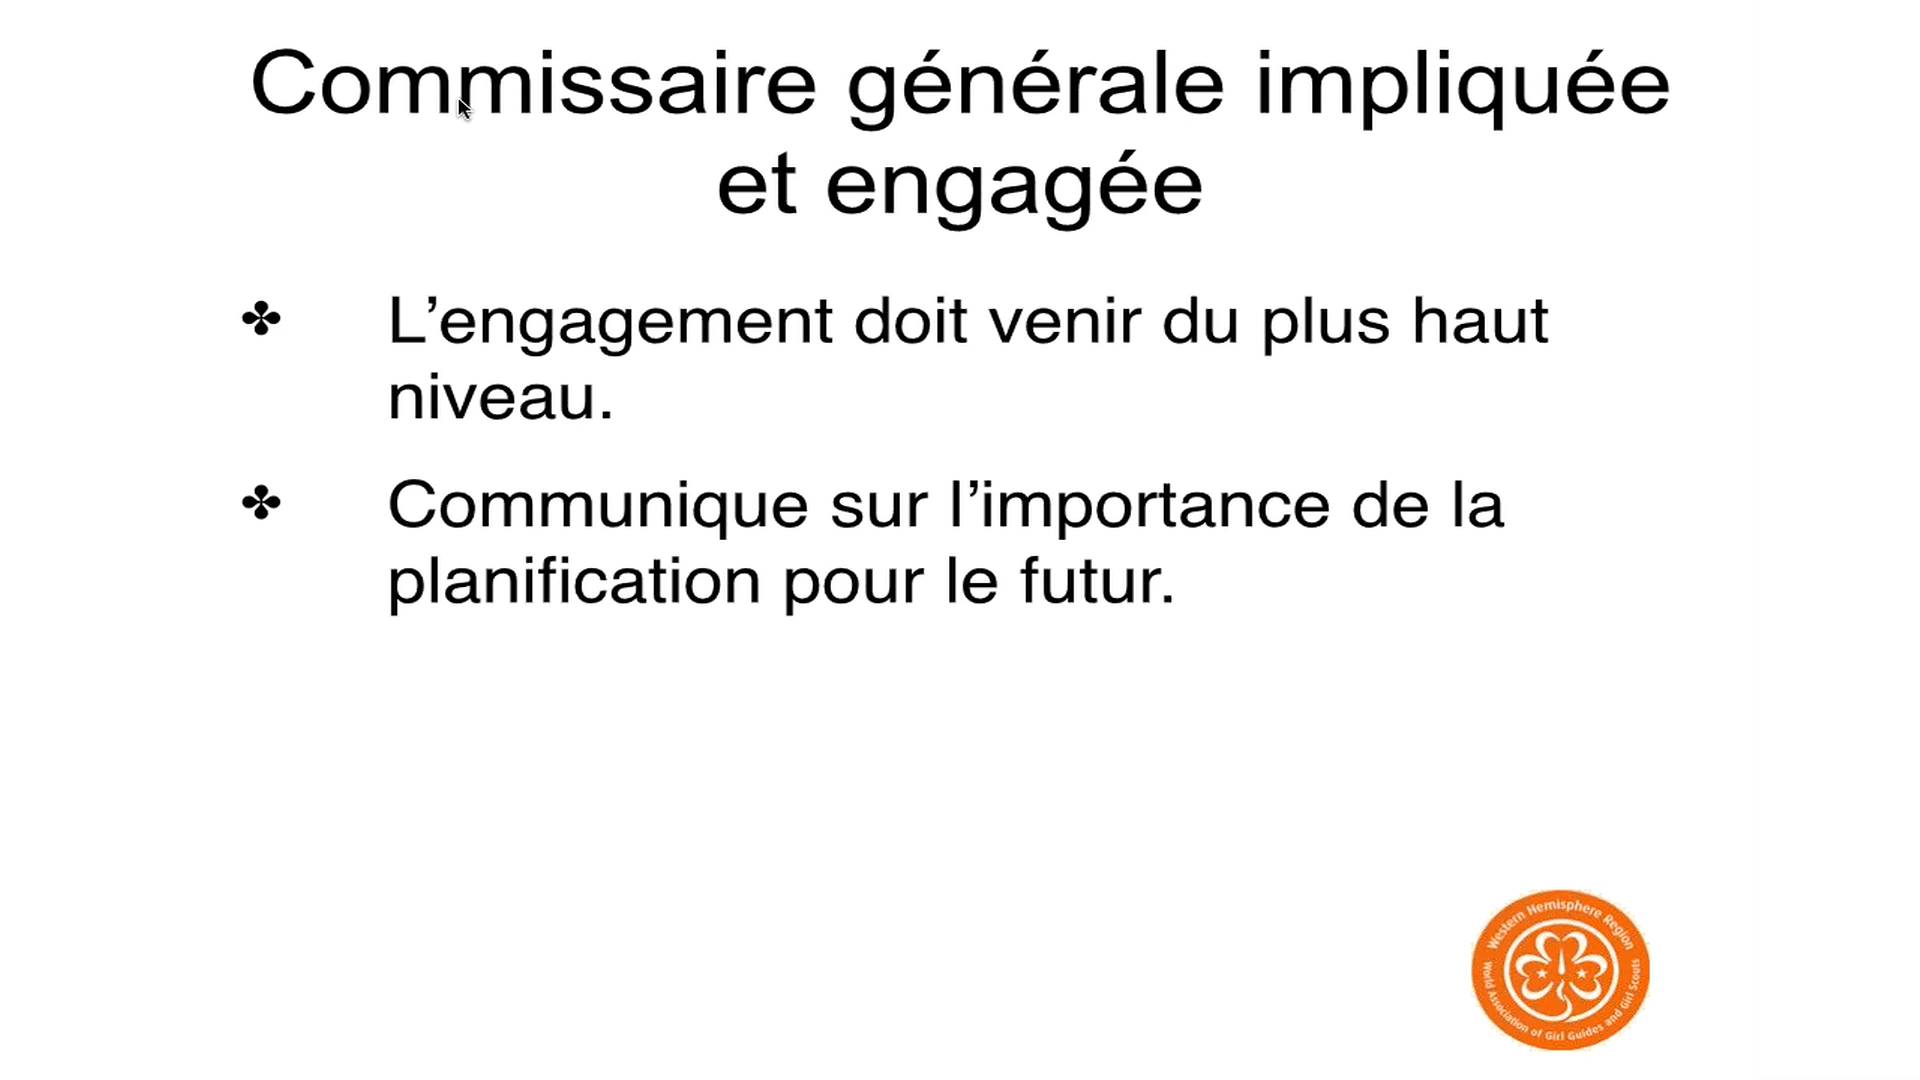 Commissaire générale impliquée
et engagée
✤ L’engagement doit venir du plus haut
niveau.
✤ Communique sur l’importance de la
planification pour le futur.
Western Hemisphere Region
World Association of Girl Guides and Girl Scouts